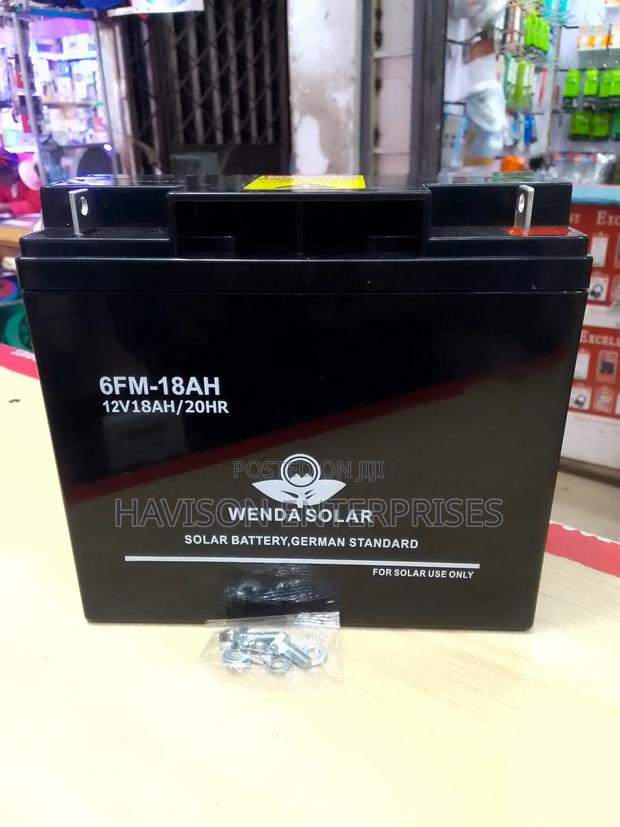 6FM-18AH
12V18AH/20HR
POSTED ON JIJI
HAVISON ENTERPRISES
WENDA SOLAR
SOLAR BATTERY,GERMAN STANDARD
FOR SOLAR USE ONLY